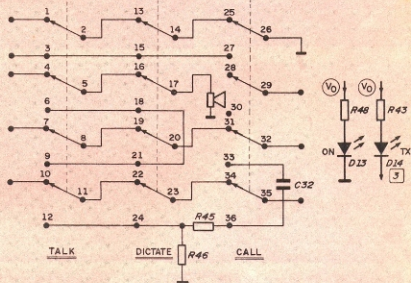 1 13 25
2 14 26
3 15 27
4 16 28
5 17 29
6 18 30
7 19 31
8 20 32
9 21 33
10 22 34
11 23 35
12 24 36
C32
R45
R46
TALK DICTATE CALL
V0 V0
R48 R43
ON TX
D13 D14
3